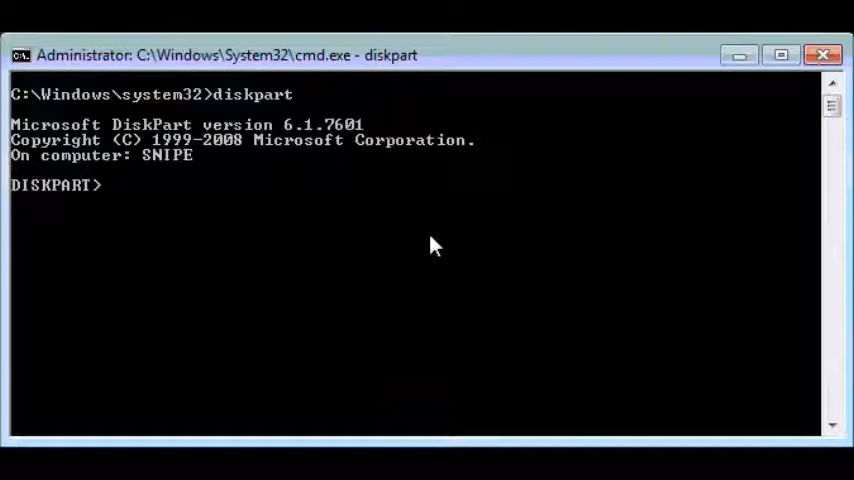 Administrator: C:\Windows\System32\cmd.exe - diskpart
C:\Windows\system32>diskpart
Microsoft DiskPart version 6.1.7601
Copyright (C) 1999-2008 Microsoft Corporation.
On computer: SNIPE
DISKPART>